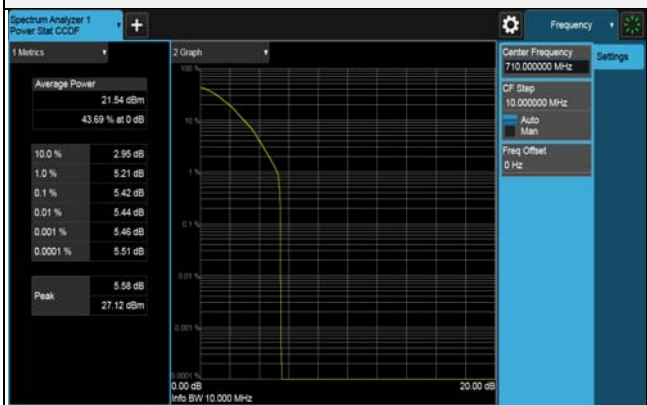 Spectrum Analyzer 1
Power Stat CCDF
Frequency
1 Metrics
2 Graph
Average Power
21.54 dBm
43.69 % at 0 dB
10.0 % 2.95 dB
1.0 % 5.21 dB
0.1 % 5.42 dB
0.01 % 5.44 dB
0.001 % 5.46 dB
0.0001 % 5.51 dB
Peak 5.58 dB
27.12 dBm
100 %
10 %
1 %
0.1 %
0.01 %
0.001 %
0.0001 %
0.00 dB 20.00 dB
Info BW 10.000 MHz
Center Frequency
710.000000 MHz
Settings
CF Step
10.000000 MHz
Auto
Man
Freq Offset
0 Hz